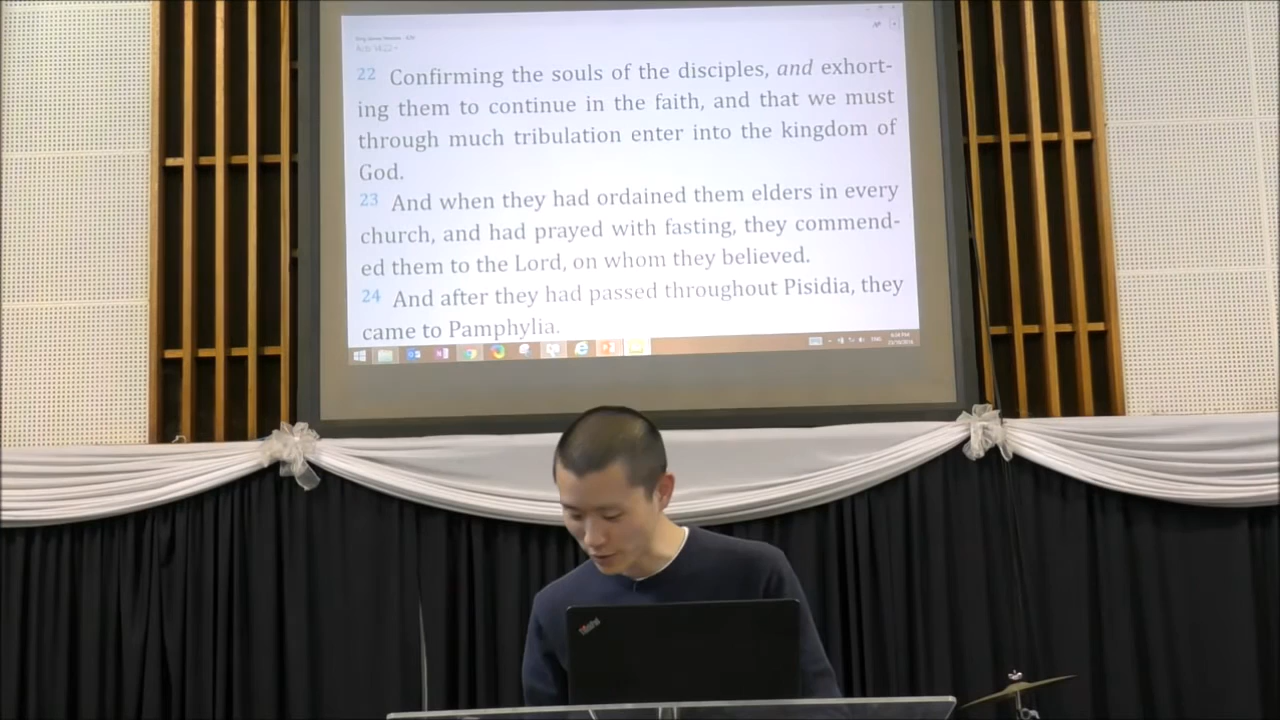 22 Confirming the souls of the disciples, and exhort-
ing them to continue in the faith, and that we must
through much tribulation enter into the kingdom of
God.
23 And when they had ordained them elders in every
church, and had prayed with fasting, they commend-
ed them to the Lord, on whom they believed.
24 And after they had passed throughout Pisidia, they
came to Pamphylia.
ThinkPad